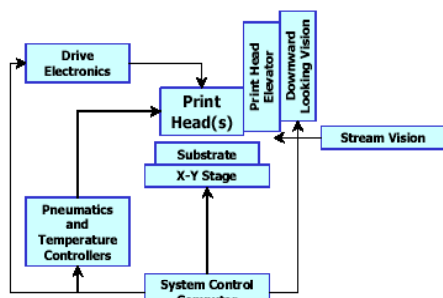 Drive
Electronics
Print
Head(s)
Print Head
Elevator
Downward
Looking Vision
Stream Vision
Substrate
X-Y Stage
Pneumatics
and
Temperature
Controllers
System Control